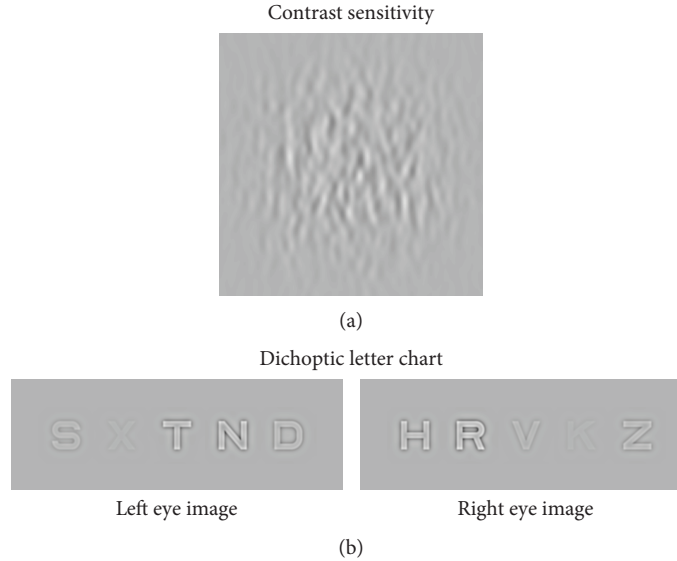 Contrast sensitivity
(a)
Dichoptic letter chart
S X T N D
H R V K Z
Left eye image
Right eye image
(b)